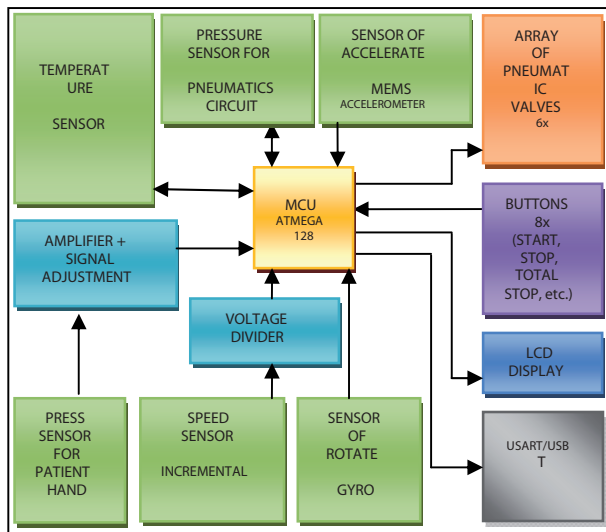 TEMPERAT
URE
SENSOR
PRESSURE
SENSOR FOR
PNEUMATICS
CIRCUIT
SENSOR OF
ACCELERATE
MEMS
ACCELEROMETER
ARRAY
OF
PNEUMAT
IC
VALVES
6x
MCU
ATMEGA
128
AMPLIFIER +
SIGNAL
ADJUSTMENT
BUTTONS
8x
(START,
STOP,
TOTAL
STOP, etc.)
VOLTAGE
DIVIDER
LCD
DISPLAY
PRESS
SENSOR
FOR
PATIENT
HAND
SPEED
SENSOR
INCREMENTAL
SENSOR
OF
ROTATE
GYRO
USART/USB
T